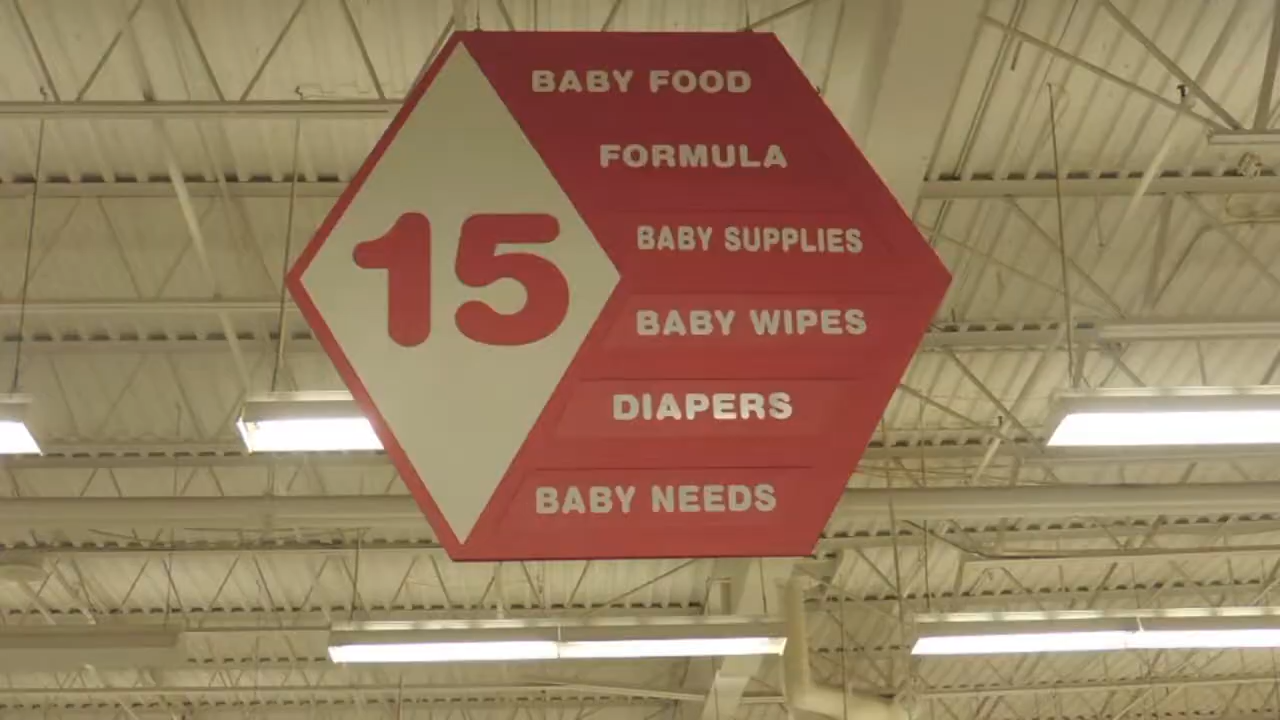 15
BABY FOOD
FORMULA
BABY SUPPLIES
BABY WIPES
DIAPERS
BABY NEEDS